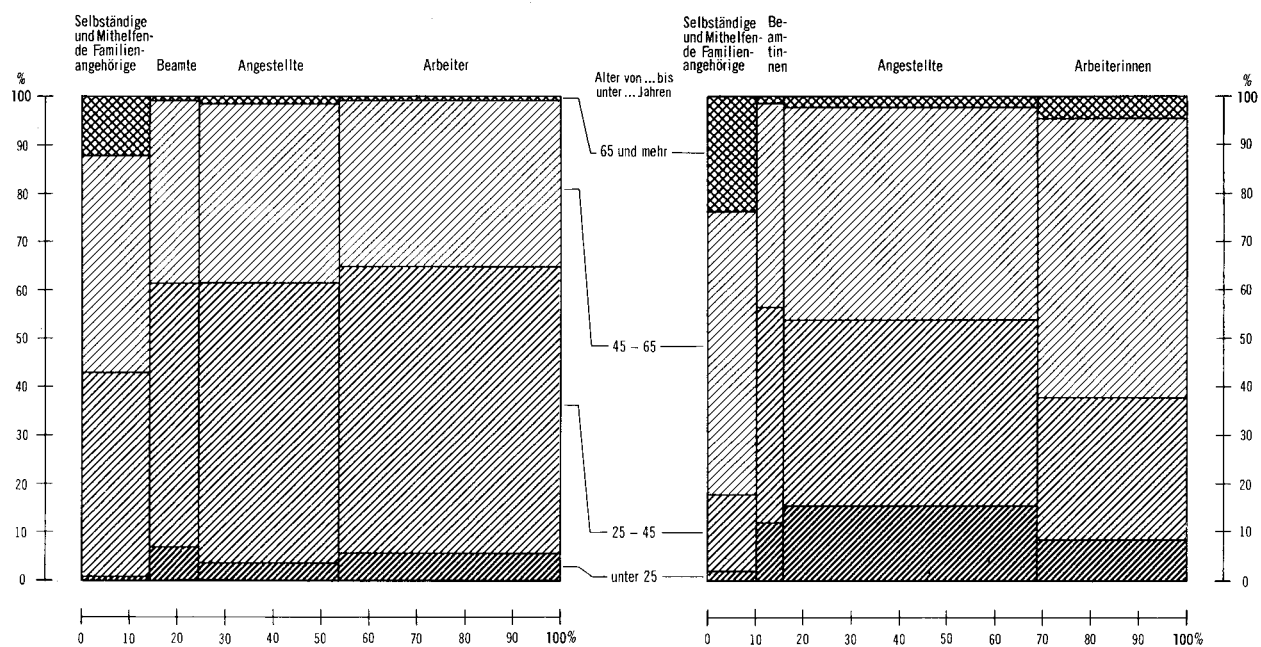 Selbständige
und Mithelfen-
de Familien-
angehörige
Beamte
Angestellte
Arbeiter
%
100
90
80
70
60
50
40
30
20
10
0
0 10 20 30 40 50 60 70 80 90 100%
Alter von ... bis
unter ... Jahren
65 und mehr
45 – 65
25 – 45
unter 25
Selbständige
und Mithelfen-
de Familien-
angehörige
Be-
am-
tin-
nen
Angestellte
Arbeiterinnen
%
100
90
80
70
60
50
40
30
20
10
0
0 10 20 30 40 50 60 70 80 90 100%